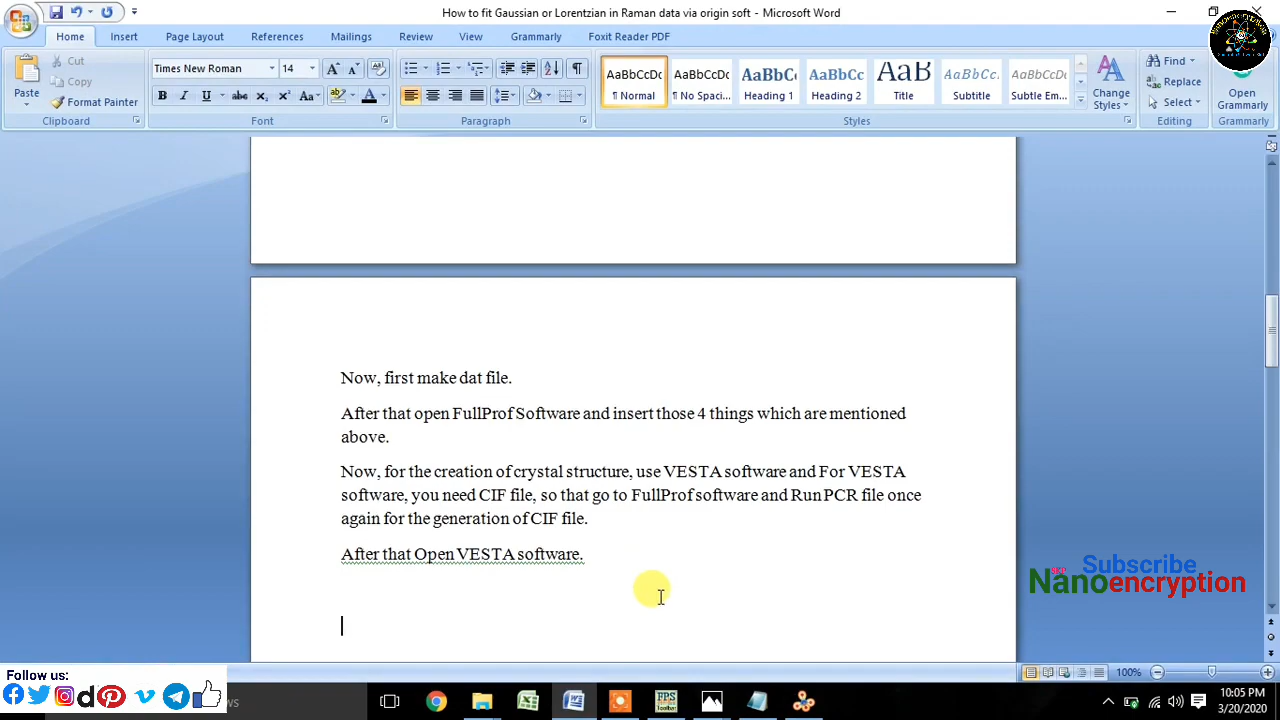 How to fit Gaussian or Lorentzian in Raman data via origin soft - Microsoft Word
Home Insert Page Layout References Mailings Review View Grammarly Foxit Reader PDF
Paste
Cut
Copy
Format Painter
Clipboard
Times New Roman 14
Font
Paragraph
AaBbCcDc AaBbCcDc AaBbC AaBbCc AaB AaBbCc. AaBbCcDc
¶ Normal ¶ No Spaci... Heading 1 Heading 2 Title Subtitle Subtle Em...
Change Styles
Styles
Find
Replace
Select
Editing
Open Grammarly
Grammarly
Now, first make dat file.
After that open FullProf Software and insert those 4 things which are mentioned
above.
Now, for the creation of crystal structure, use VESTA software and For VESTA
software, you need CIF file, so that go to FullProf software and Run PCR file once
again for the generation of CIF file.
After that Open VESTA software.
Subscribe
SPT
Nanoencryption
Follow us:
100%
FPS
Toolbar
10:05 PM
3/20/2020